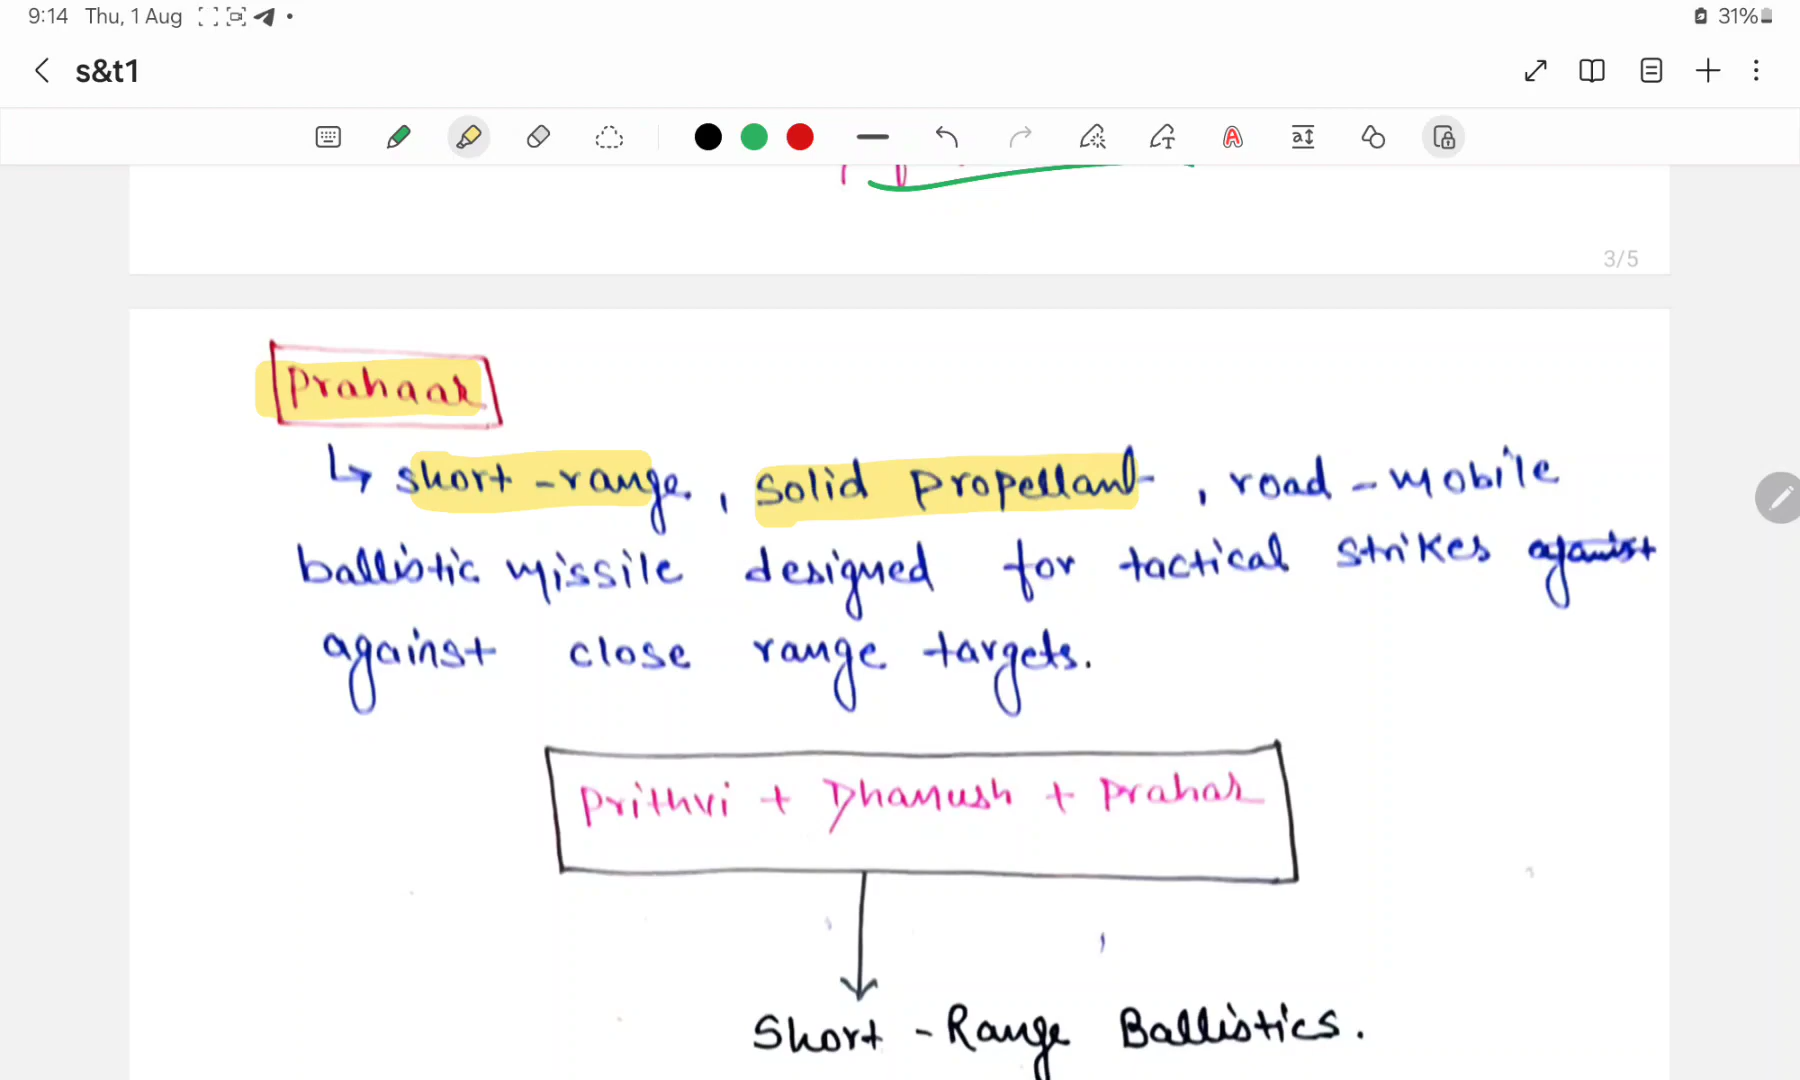 9:14 Thu, 1 Aug
31%
s&t1
3/5
Prahaar
short-range, solid propellant, road-mobile
ballistic missile designed for tactical strikes against
against close range targets.
Prithvi + Dhanush + Prahar
Short-Range Ballistics.